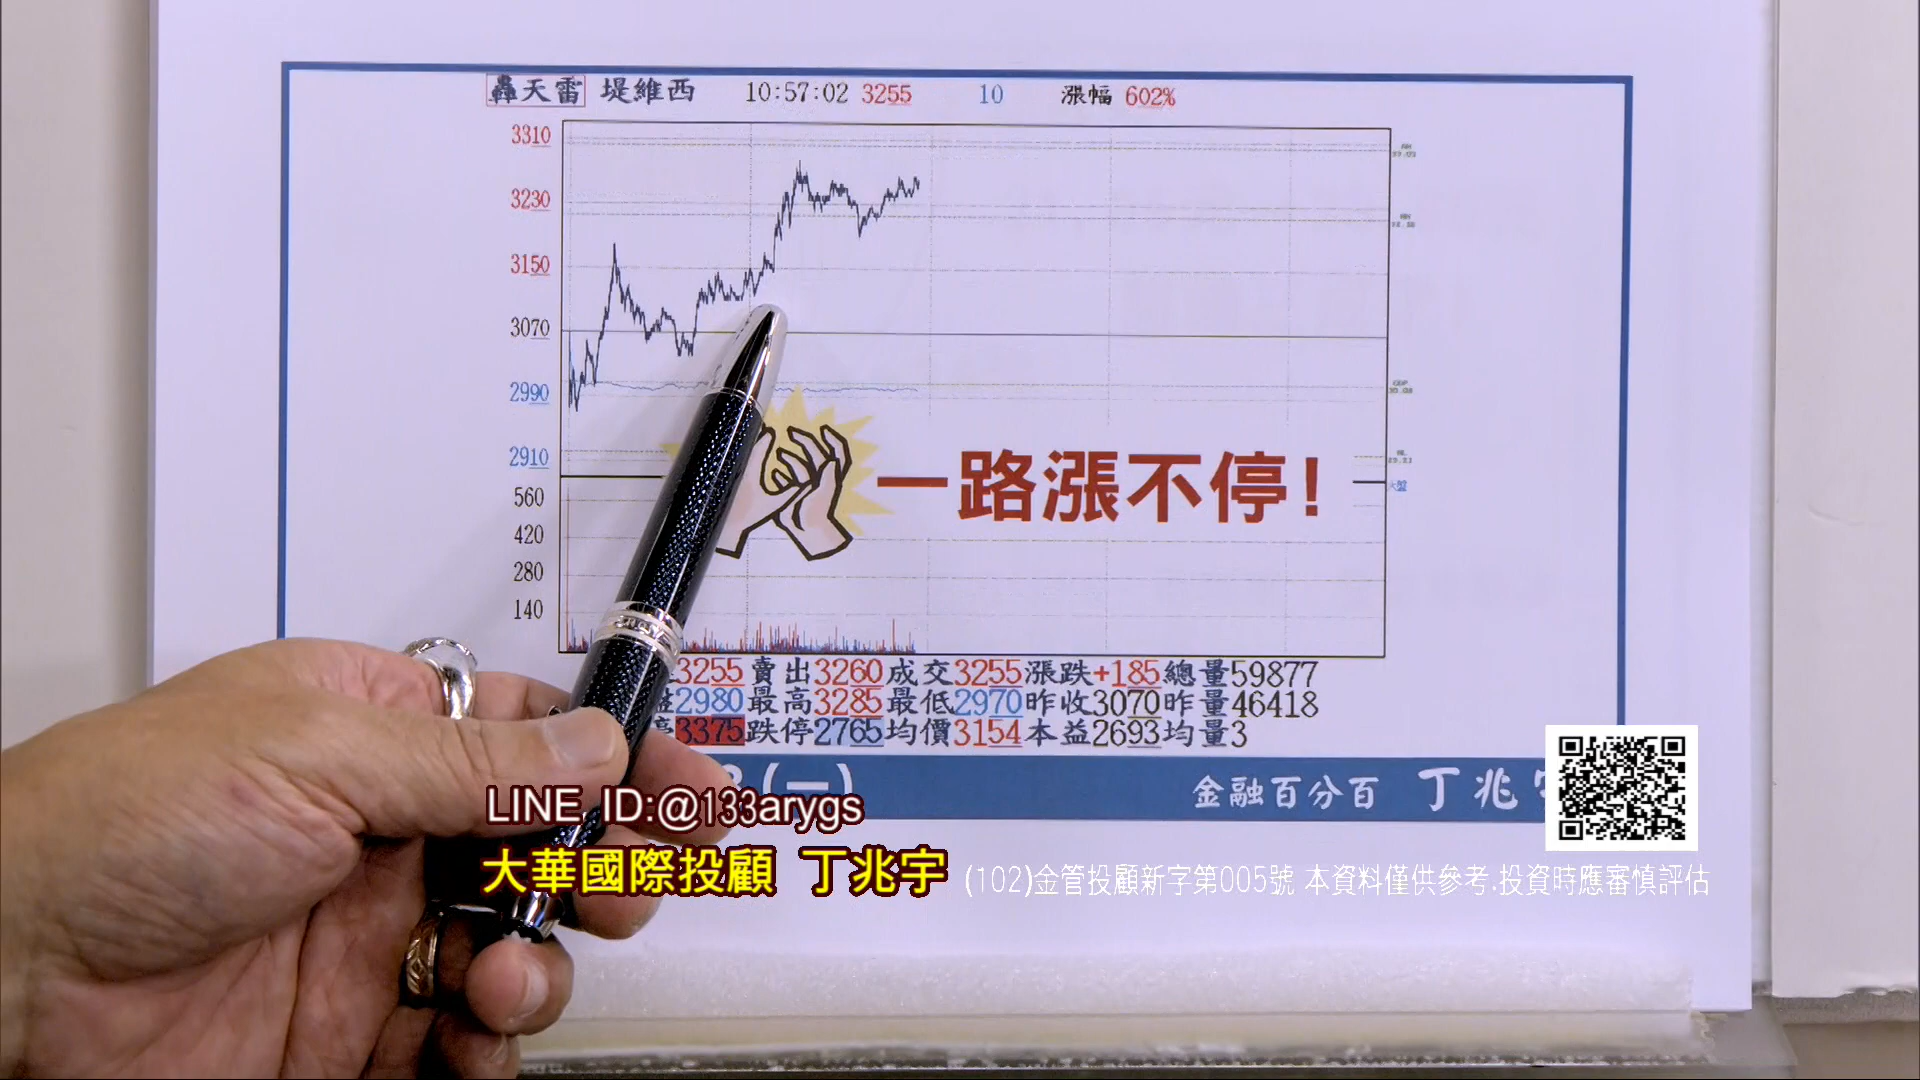 轟天雷 堤維西 10:57:02 3255 10 漲幅 602%
3310
3230
3150
3070
2990
2910
560
420
280
140
大盤
一路漲不停!
3255 賣出3260 成交3255 漲跌+185 總量59877
2980 最高3285 最低2970 昨收3070 昨量46418
3375 跌停2765 均價3154 本益2693 均量3
(一) 金融百分百 丁兆
LINE ID:@133arygs
大華國際投顧 丁兆宇 (102)金管投顧新字第005號 本資料僅供參考.投資時應審慎評估